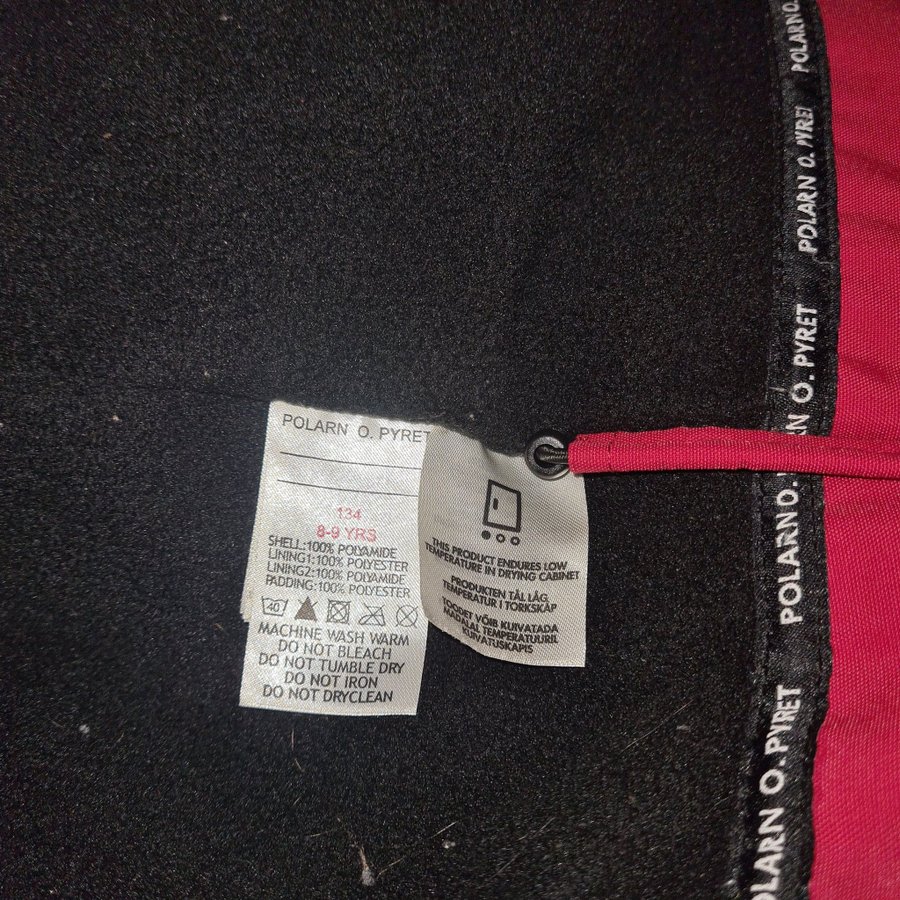 POLARN O. PYRET
134
8-9 YRS
SHELL:100% POLYAMIDE
LINING1:100% POLYESTER
LINING2:100% POLYAMIDE
PADDING:100% POLYESTER
40
MACHINE WASH WARM
DO NOT BLEACH
DO NOT TUMBLE DRY
DO NOT IRON
DO NOT DRYCLEAN
THIS PRODUCT ENDURES LOW
TEMPERATURE IN DRYING CABINET
PRODUKTEN TÅL LÅG
TEMPERATUR I TORKSKÅP
TOODET VÕIB KUIVATADA
MADALAL TEMPERATUURIL
KUIVATUSKAPIS
POLARN O.
POLARN O. PYRET
POLARN O. PYRET
POLARN O.
POLARN O. PYRET